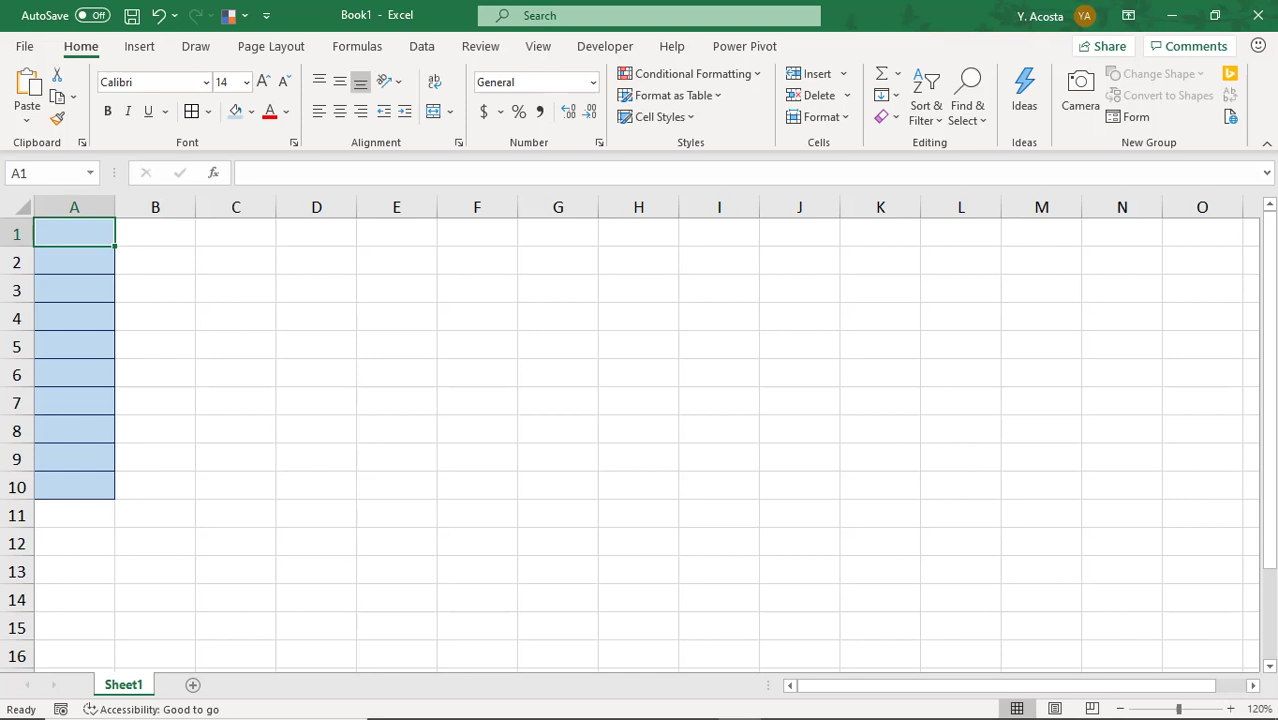 AutoSave Off Book1 - Excel Search Y. Acosta YA
File Home Insert Draw Page Layout Formulas Data Review View Developer Help Power Pivot Share Comments
Paste
Calibri 14
B I U A
ab
General
$ % ,
Conditional Formatting
Format as Table
Cell Styles
Insert
Delete
Format
Sort &
Filter
Find &
Select
Ideas
Camera
Change Shape
Convert to Shapes
Form
Clipboard Font Alignment Number Styles Cells Editing Ideas New Group
A1 fx
A B C D E F G H I J K L M N O
1
2
3
4
5
6
7
8
9
10
11
12
13
14
15
16
Sheet1
Ready Accessibility: Good to go 120%